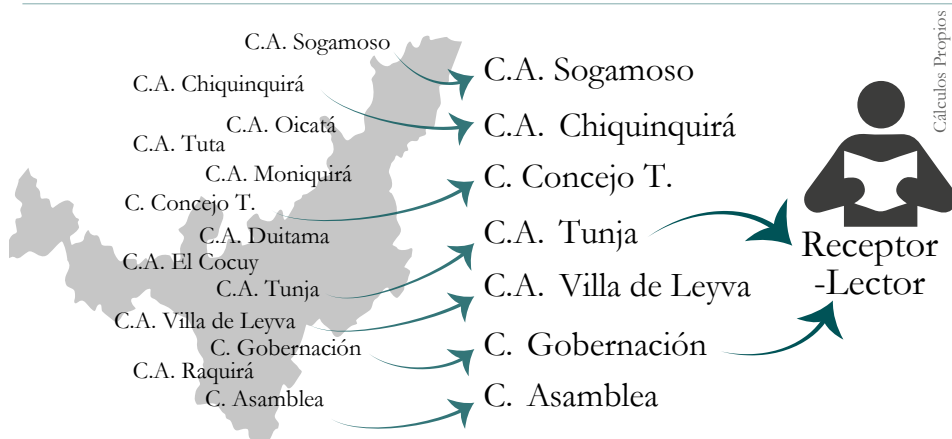 C.A. Sogamoso
C.A. Chiquinquirá
C.A. Oicatá
C.A. Tuta
C.A. Moniquirá
C. Concejo T.
C.A. Duitama
C.A. El Cocuy
C.A. Tunja
C.A. Villa de Leyva
C. Gobernación
C.A. Raquirá
C. Asamblea
C.A. Sogamoso
C.A. Chiquinquirá
C. Concejo T.
C.A. Tunja
C.A. Villa de Leyva
C. Gobernación
C. Asamblea
Receptor
-Lector
Cálculos Propios